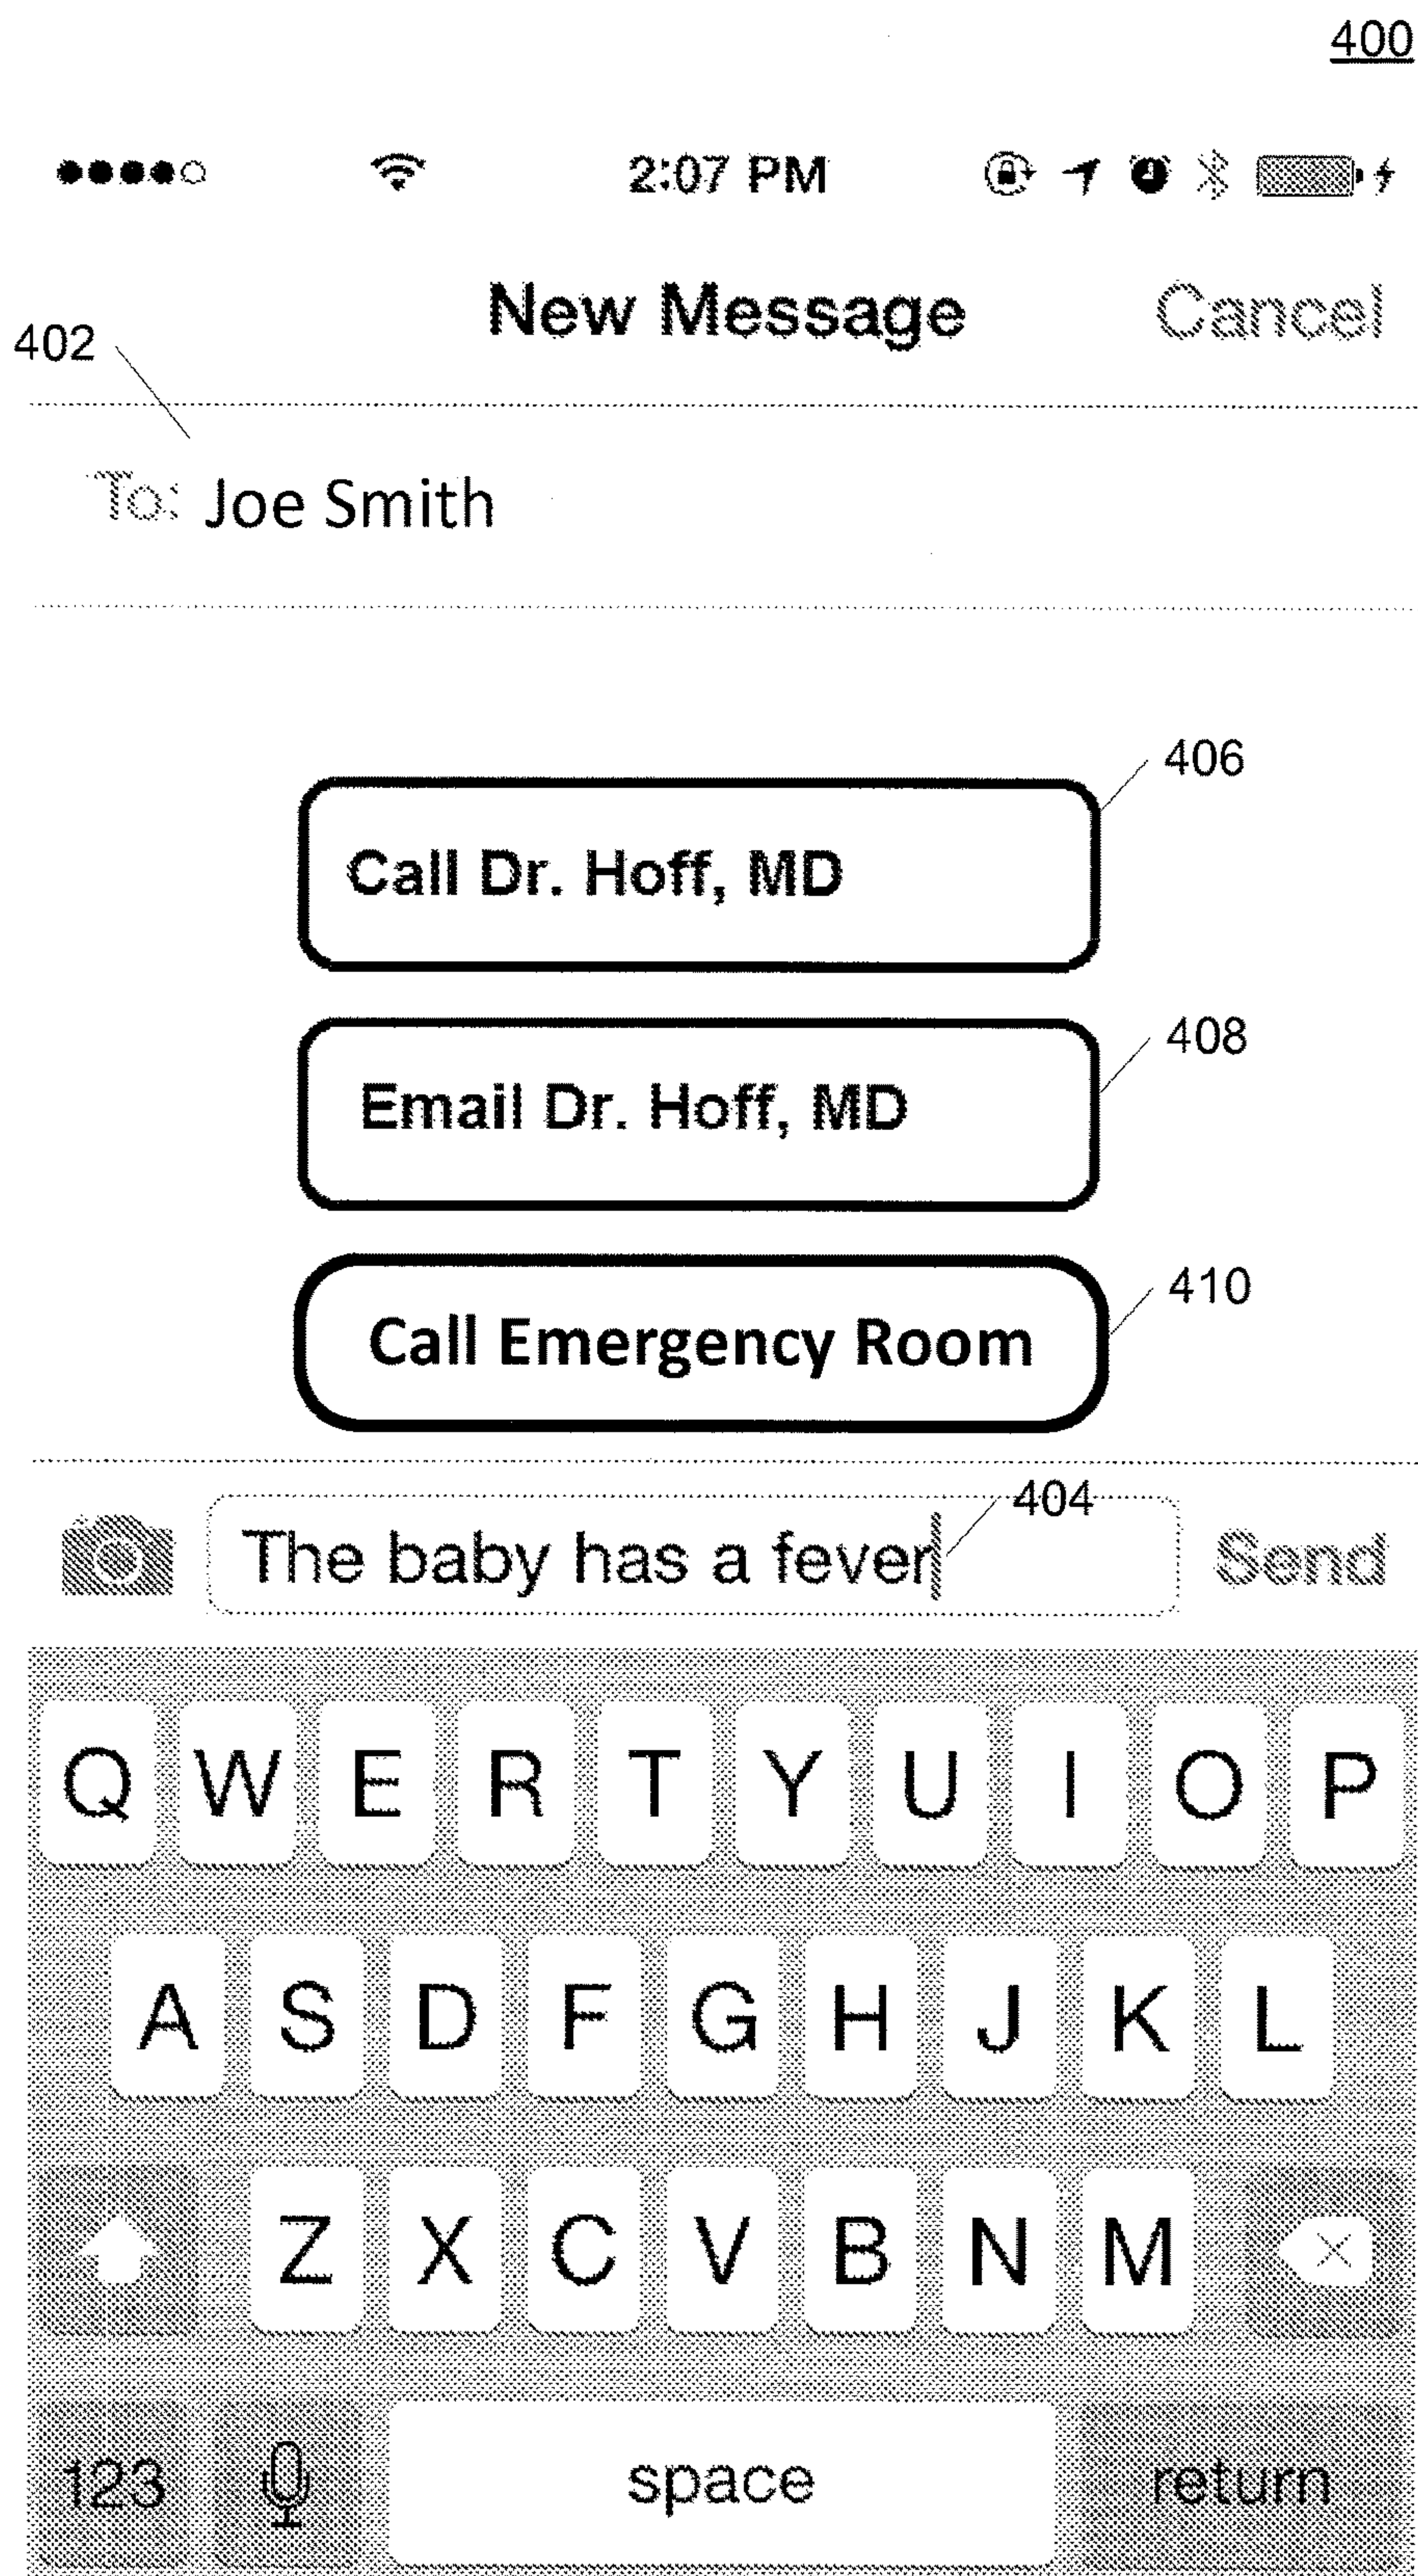 400
2:07 PM
New Message Cancel
402
To: Joe Smith
406
Call Dr. Hoff, MD
408
Email Dr. Hoff, MD
410
Call Emergency Room
404
The baby has a fever Send
Q W E R T Y U I O P
A S D F G H J K L
Z X C V B N M
123 space return